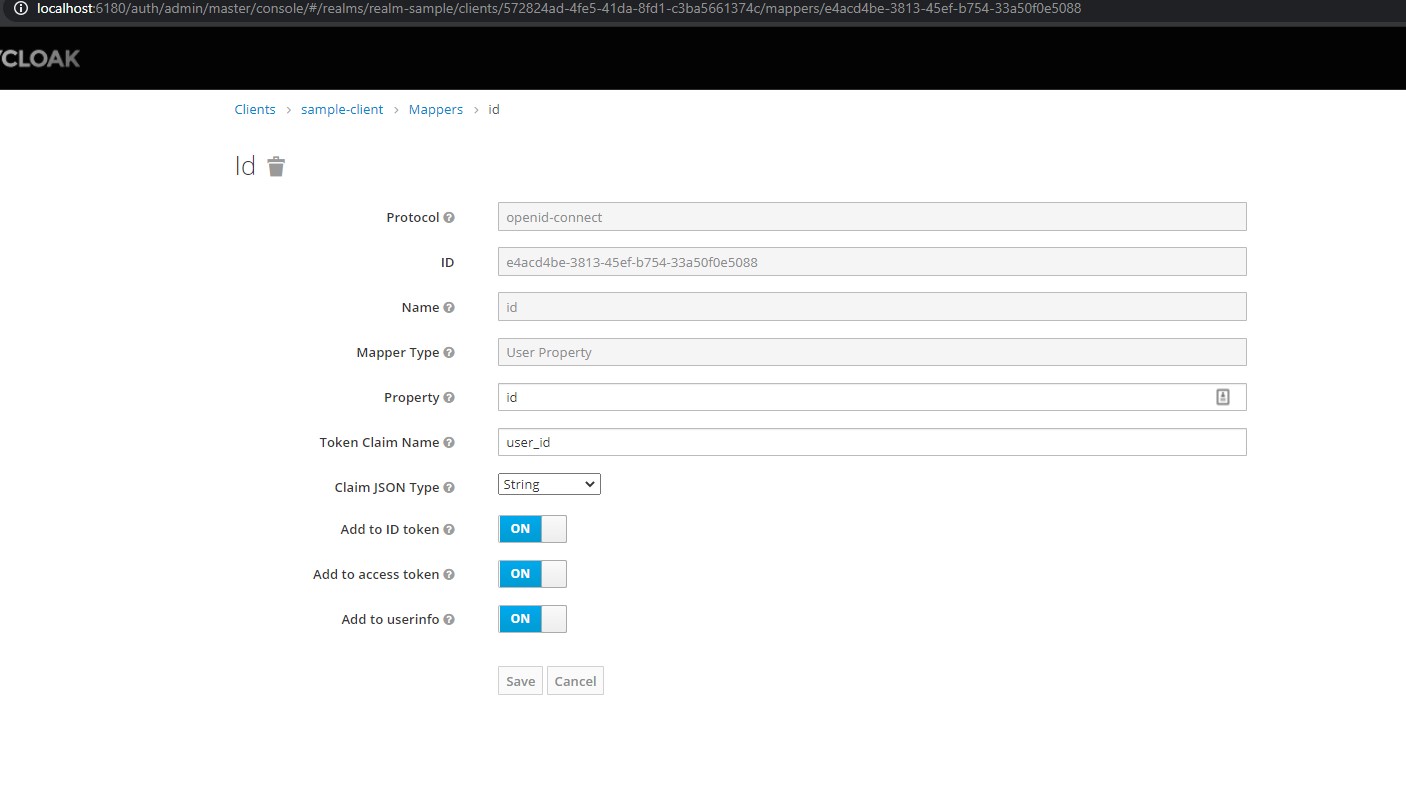 localhost:6180/auth/admin/master/console/#/realms/realm-sample/clients/572824ad-4fe5-41da-8fd1-c3ba5661374c/mappers/e4acd4be-3813-45ef-b754-33a50f0e5088
YCLOAK
Clients > sample-client > Mappers > id
Id
Protocol ? openid-connect
ID e4acd4be-3813-45ef-b754-33a50f0e5088
Name ? id
Mapper Type ? User Property
Property ? id
Token Claim Name ? user_id
Claim JSON Type ? String
Add to ID token ? ON
Add to access token ? ON
Add to userinfo ? ON
Save Cancel